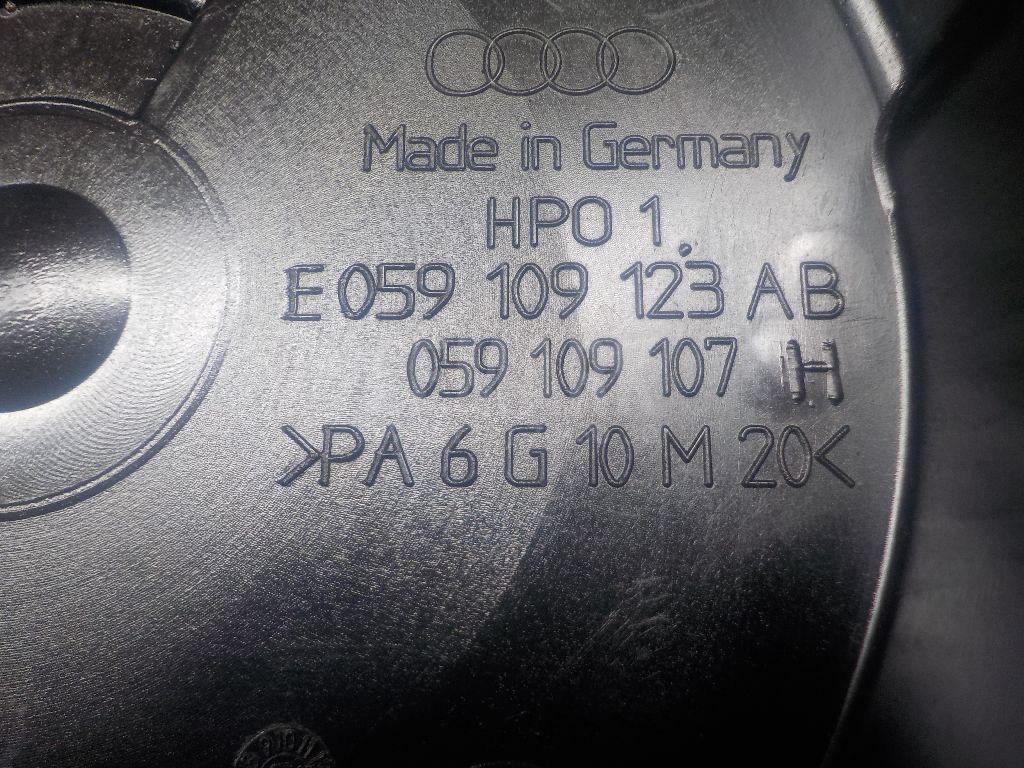 Made in Germany
HPO 1
E 059 109 123 AB
059 109 107 H
>PA 6 G 10 M 20<